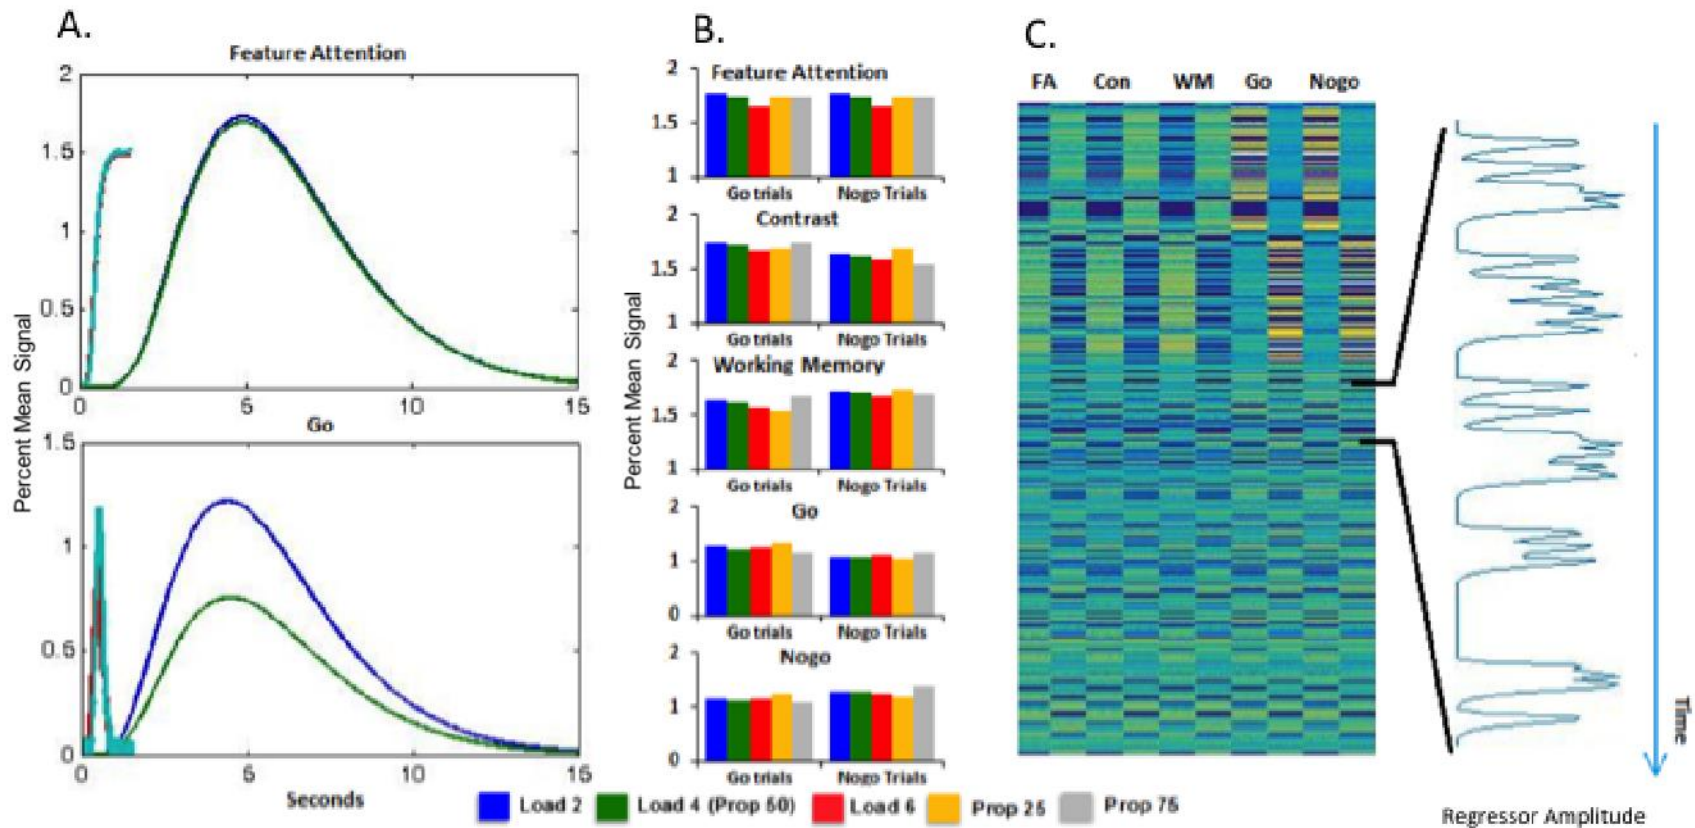 A.
Feature Attention
2
1.5
1
0.5
0
0 5 10 15
Go
1.5
1
0.5
0
0 5 10 15
Seconds
Percent Mean Signal
B.
Feature Attention
2
1.5
1
Go trials Nogo Trials
Contrast
2
1.5
1
Go trials Nogo Trials
Working Memory
2
1.5
1
Go trials Nogo Trials
Go
2
1
0
Go trials Nogo Trials
Nogo
2
1
0
Go trials Nogo Trials
Percent Mean Signal
Load 2 Load 4 (Prop 50) Load 6 Prop 25 Prop 75
C.
FA Con WM Go Nogo
Time
Regressor Amplitude